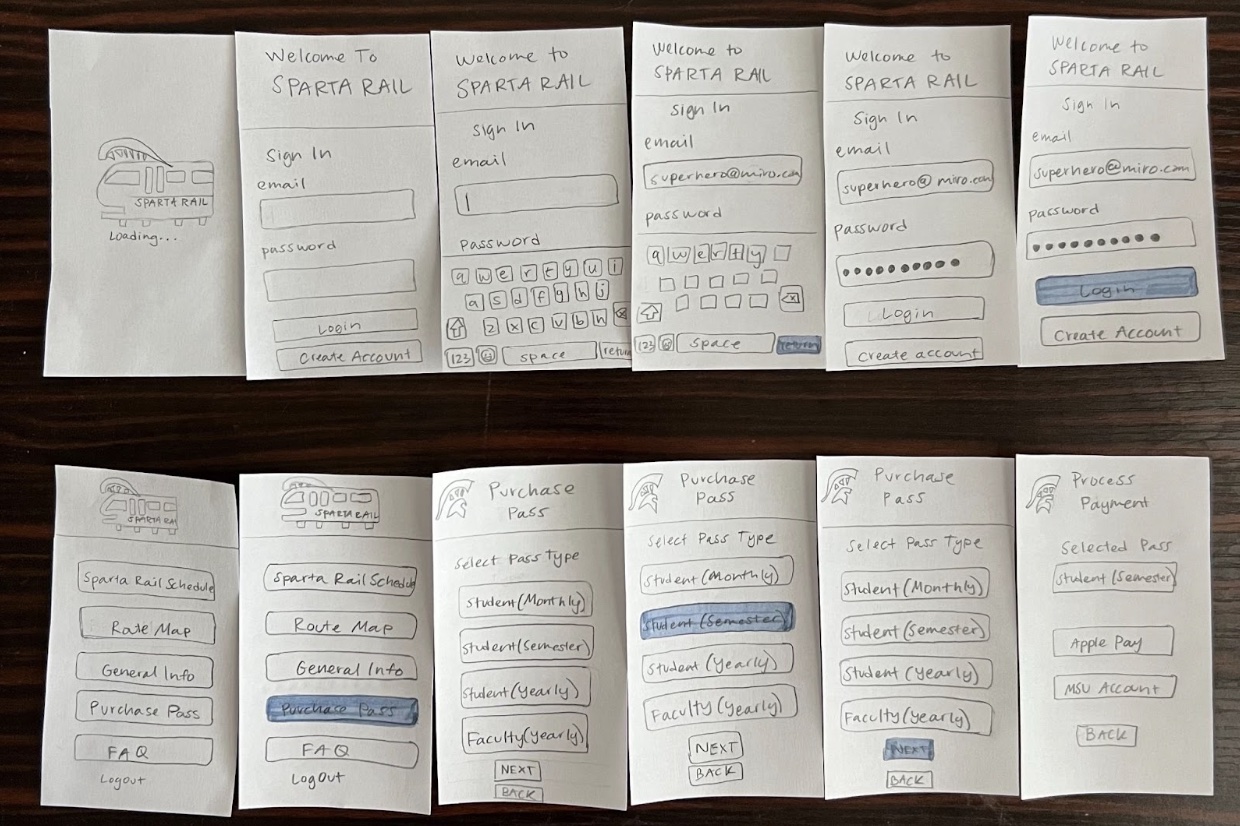 SPARTA RAIL
Loading...
Welcome To
SPARTA RAIL
Sign In
email
password
Login
Create Account
Welcome to
SPARTA RAIL
Sign In
email
Password
q w e r t y u i
a s d f g h j
z x c v b n
123 space return
Welcome to
SPARTA RAIL
Sign In
email
superhero@miro.com
password
q w e r t y
123 space return
Welcome to
SPARTA RAIL
Sign In
email
superhero@miro.com
password
Login
Create account
Welcome to
SPARTA RAIL
Sign In
email
superhero@miro.com
password
Login
Create Account
SPARTA RAI
Sparta Rail Schedule
Route Map
General Info
Purchase Pass
FAQ
Logout
SPARTA RAIL
Sparta Rail Schedule
Route Map
General Info
Purchase Pass
FAQ
LogOut
Purchase
Pass
Select Pass Type
Student (Monthly)
Student (Semester)
Student (Yearly)
Faculty (Yearly)
NEXT
BACK
Purchase
Pass
Select Pass Type
Student (Monthly)
Student (Semester)
Student (Yearly)
Faculty (Yearly)
NEXT
BACK
Purchase
Pass
Select Pass Type
Student (Monthly)
Student (Semester)
Student (Yearly)
Faculty (Yearly)
NEXT
BACK
Process
Payment
Selected Pass
Student (Semester)
Apple Pay
MSU Account
BACK